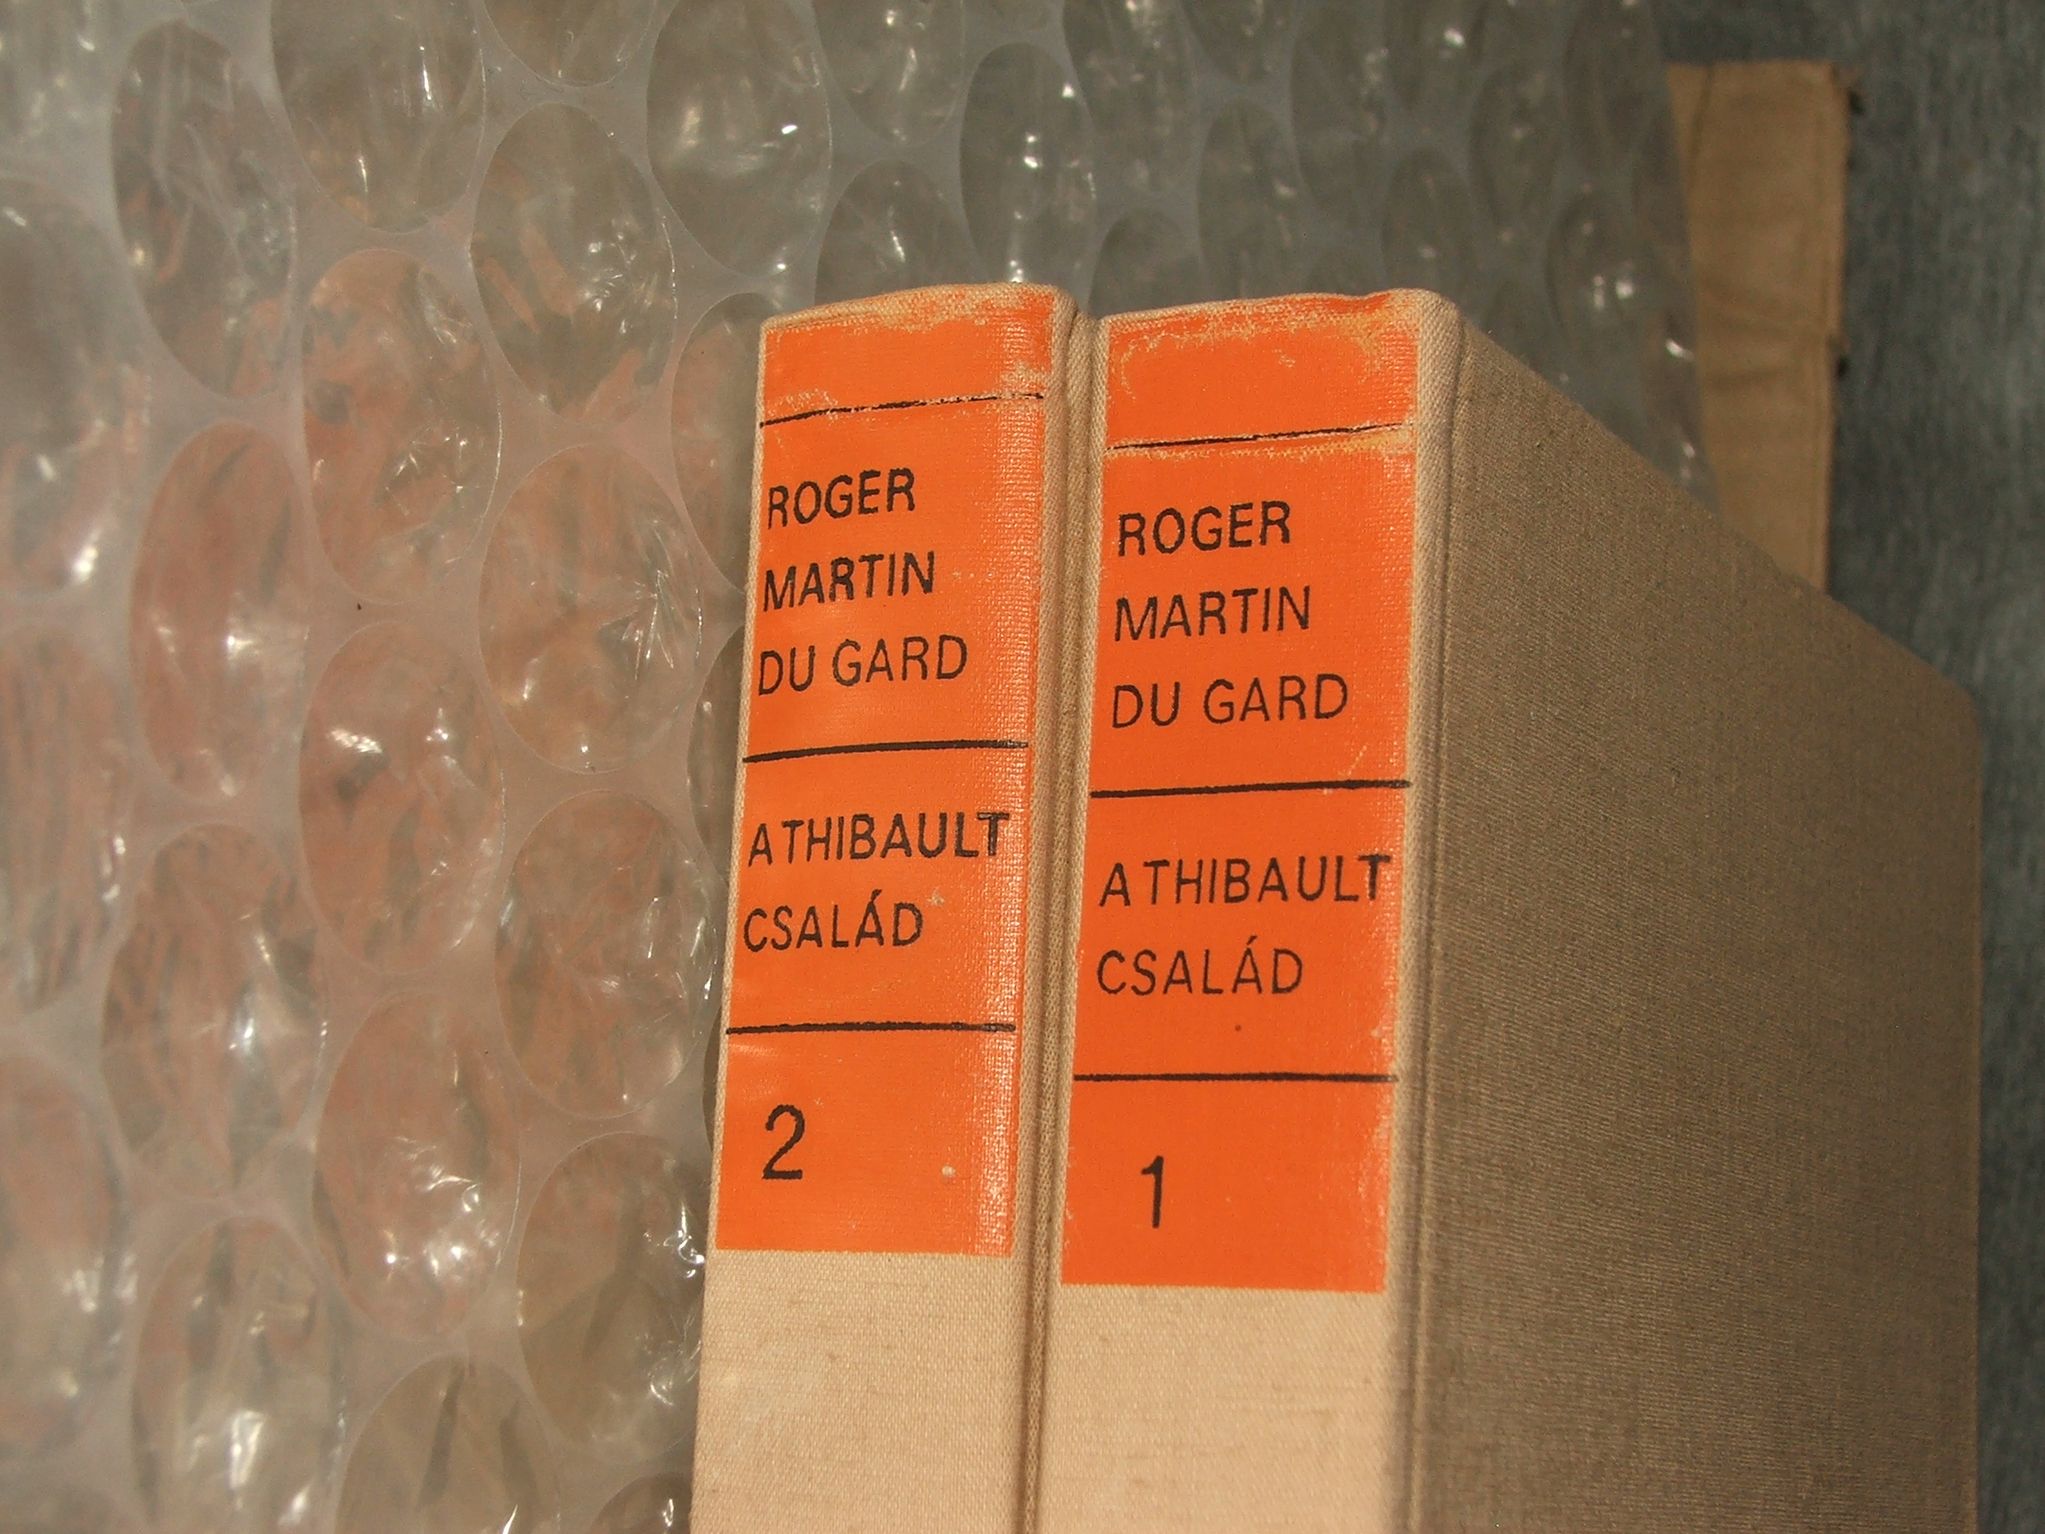 ROGER
MARTIN
DU GARD
A THIBAULT
CSALÁD
2
ROGER
MARTIN
DU GARD
A THIBAULT
CSALÁD
1